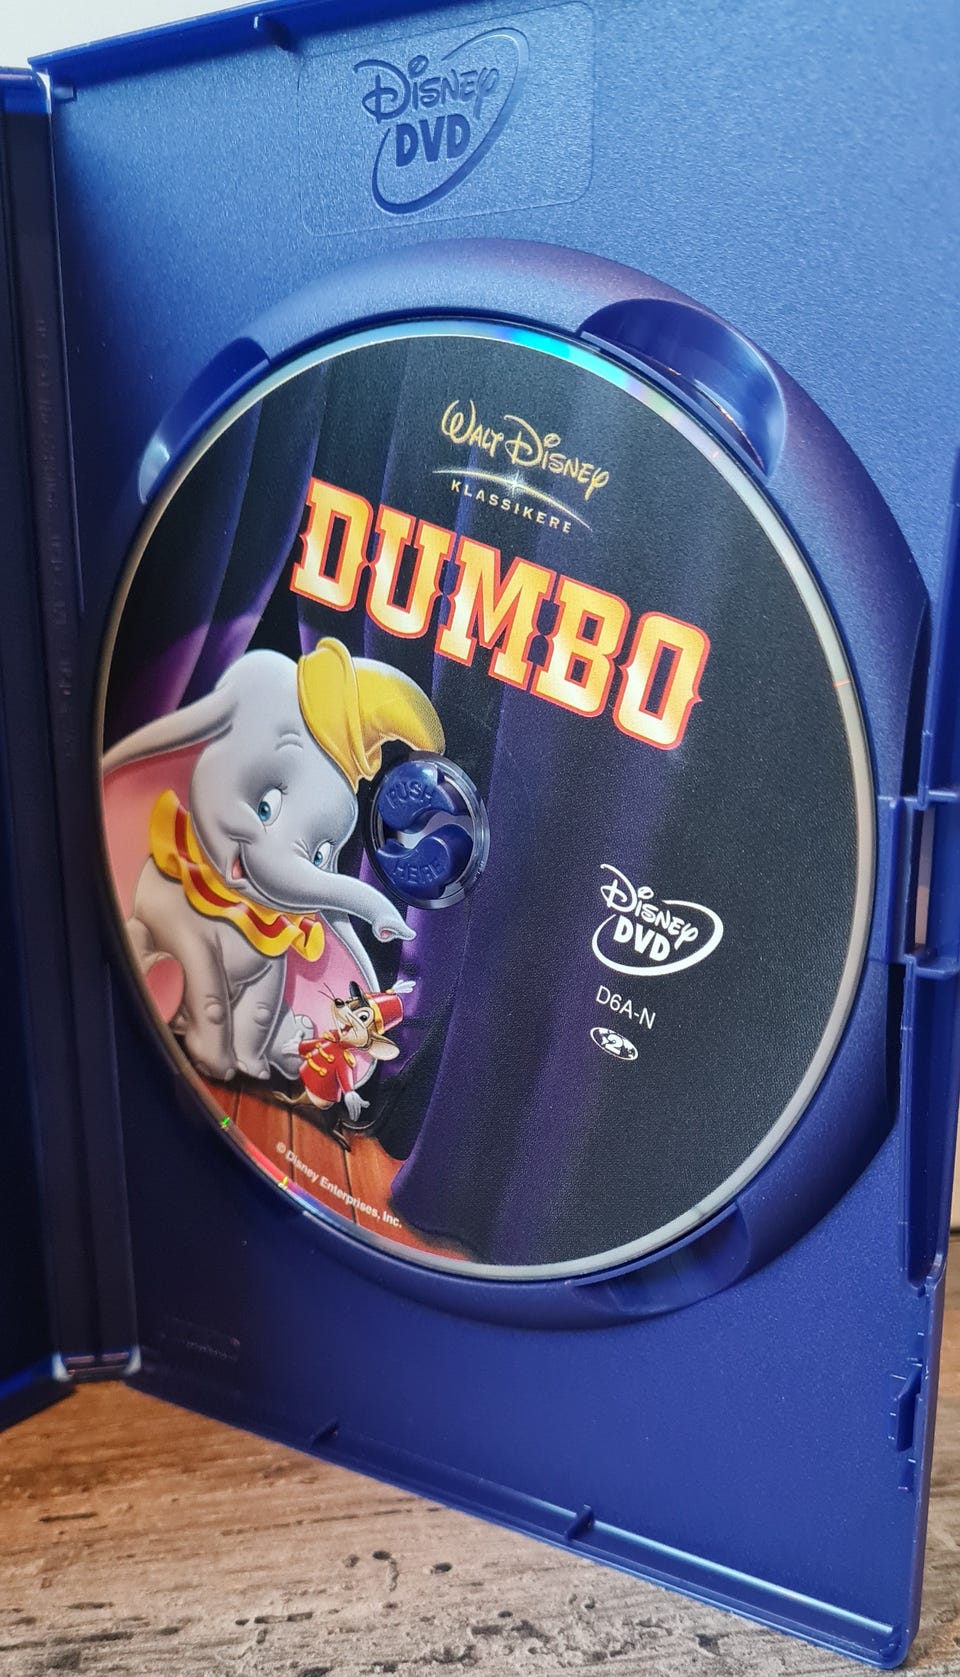 Disney
DVD
Walt Disney
KLASSIKERE
DUMBO
PUSH
HERE
Disney
DVD
D6A-N
2
© Disney Enterprises, Inc.